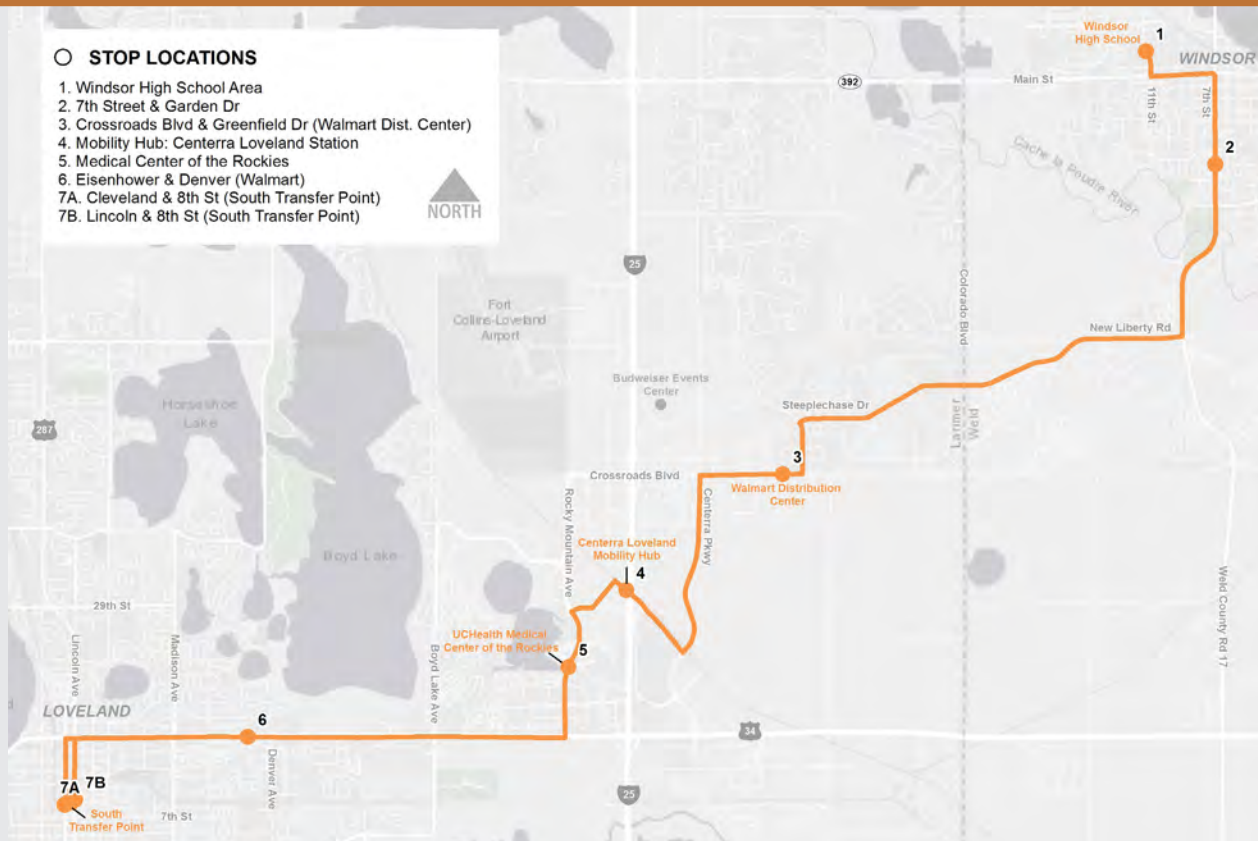 STOP LOCATIONS
1. Windsor High School Area
2. 7th Street & Garden Dr
3. Crossroads Blvd & Greenfield Dr (Walmart Dist. Center)
4. Mobility Hub: Centerra Loveland Station
5. Medical Center of the Rockies
6. Eisenhower & Denver (Walmart)
7A. Cleveland & 8th St (South Transfer Point)
7B. Lincoln & 8th St (South Transfer Point)
NORTH
Windsor
High School
1
WINDSOR
392
Main St
11th St
7th St
2
Cache la Poudre River
25
Colorado Blvd
Fort
Collins-Loveland
Airport
New Liberty Rd
Budweiser Events
Center
Steeplechase Dr
Larimer
Weld
Horseshoe
Lake
287
3
Crossroads Blvd
Walmart Distribution
Center
Rocky Mountain Ave
Centerra Pkwy
Centerra Loveland
Mobility Hub
4
Boyd Lake
29th St
Weld County Rd 17
UCHealth Medical
Center of the Rockies
5
Lincoln Ave
Madison Ave
Boyd Lake Ave
LOVELAND
6
34
Denver Ave
7A
7B
South
Transfer Point
7th St
25